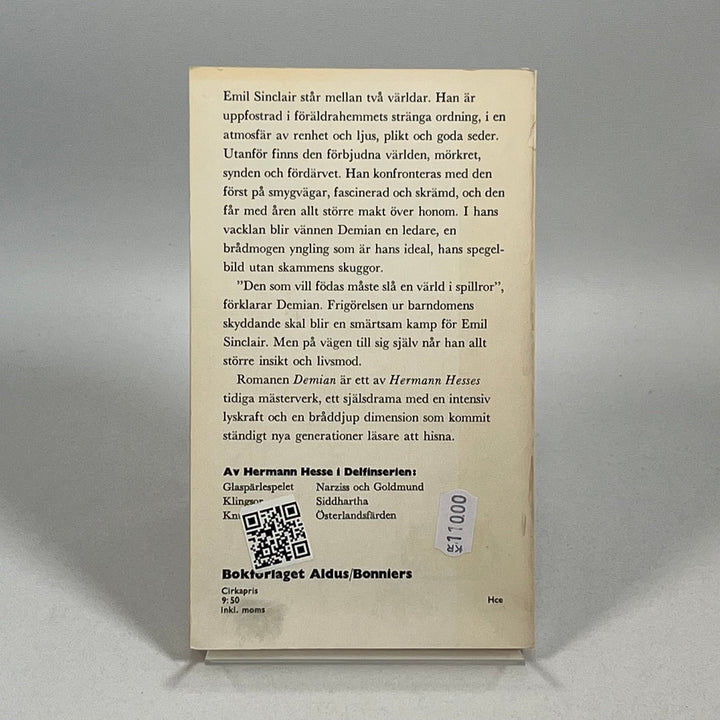 Emil Sinclair står mellan två världar. Han är
uppfostrad i föräldrahemmets stränga ordning, i en
atmosfär av renhet och ljus, plikt och goda seder.
Utanför finns den förbjudna världen, mörkret,
synden och fördärvet. Han konfronteras med den
först på smygvägar, fascinerad och skrämd, och den
får med åren allt större makt över honom. I hans
vacklan blir vännen Demian en ledare, en
brådmogen yngling som är hans ideal, hans spegel-
bild utan skammens skuggor.
”Den som vill födas måste slå en värld i spillror”,
förklarar Demian. Frigörelsen ur barndomens
skyddande skal blir en smärtsam kamp för Emil
Sinclair. Men på vägen till sig själv når han allt
större insikt och livsmod.
Romanen Demian är ett av Hermann Hesses
tidiga mästerverk, ett själsdrama med en intensiv
lyskraft och en bråddjup dimension som kommit
ständigt nya generationer läsare att hisna.
Av Hermann Hesse i Delfinserien:
Glaspärlespelet Narziss och Goldmund
Klingsor Siddhartha
Österlandsfärden
KR 110.00
Bokförlaget Aldus/Bonniers
Cirkapris
9:50 Hce
Inkl. moms